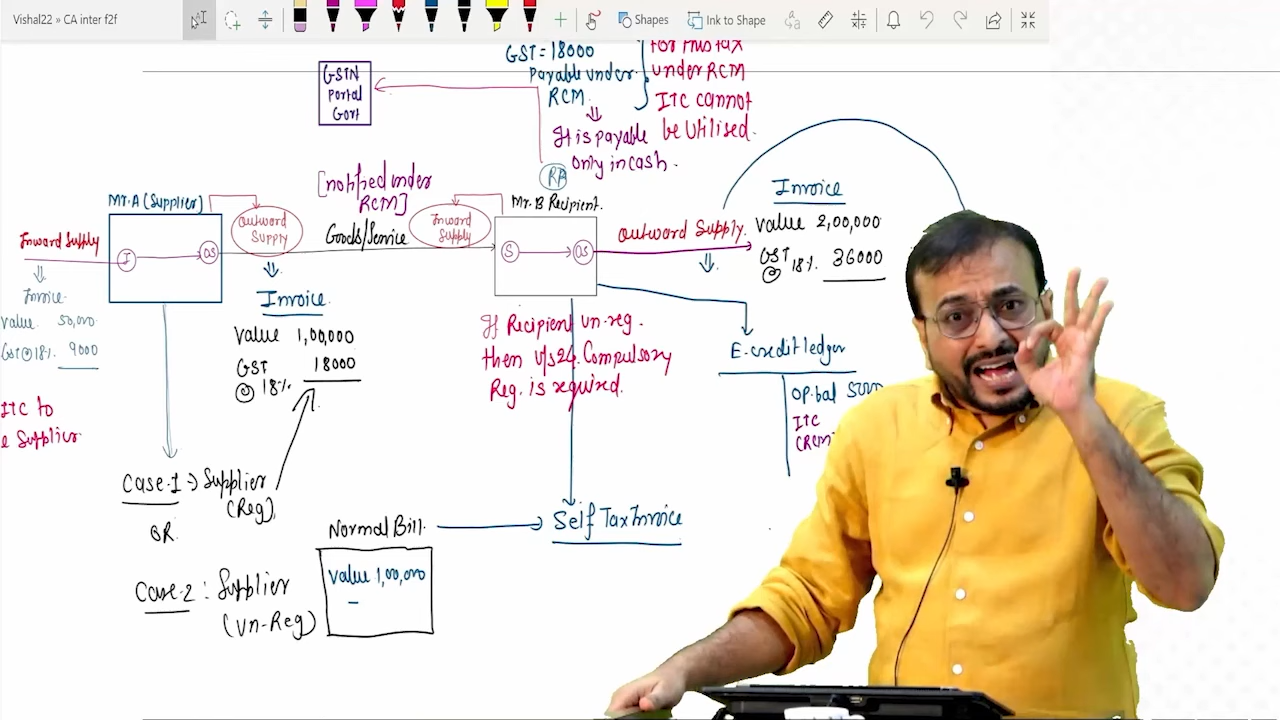 Vishal22 » CA inter f2f
Shapes
Ink to Shape
GST = 18000
payable under
RCM
It is payable
only in cash.
For this tax
under RCM
ITC cannot
be utilised.
GSTN
Portal
Govt
Mr. A (Supplier)
Inward Supply
I
OS
Invoice
Value 50,000
GST@18% 9000
ITC to
Supplier
Outward
Supply
[notified under
RCM]
Goods/Service
Inward
Supply
Invoice
Value 1,00,000
GST 18000
@ 18%
Mr. B Recipient.
S
OS
Outward Supply.
Invoice
Value 2,00,000
GST
@ 18% 36000
If Recipient un-reg.
then u/s 24 Compulsory
Reg. is required.
E-credit ledger
OP.bal
ITC
(RCM
Case-1 → Supplier
(Reg)
OR
Case-2 : Supplier
(Un-Reg)
Normal Bill.
Value 1,00,000
Self Tax Invoice